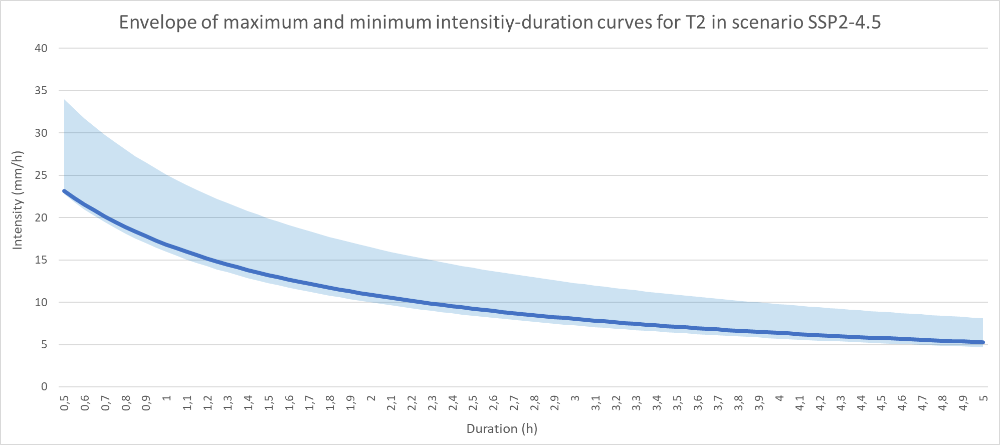 Envelope of maximum and minimum intensitiy-duration curves for T2 in scenario SSP2-4.5
40
35
30
25
20
15
10
5
0
Intensity (mm/h)
0,5 0,6 0,7 0,8 0,9 1 1,1 1,2 1,3 1,4 1,5 1,6 1,7 1,8 1,9 2 2,1 2,2 2,3 2,4 2,5 2,6 2,7 2,8 2,9 3 3,1 3,2 3,3 3,4 3,5 3,6 3,7 3,8 3,9 4 4,1 4,2 4,3 4,4 4,5 4,6 4,7 4,8 4,9 5
Duration (h)